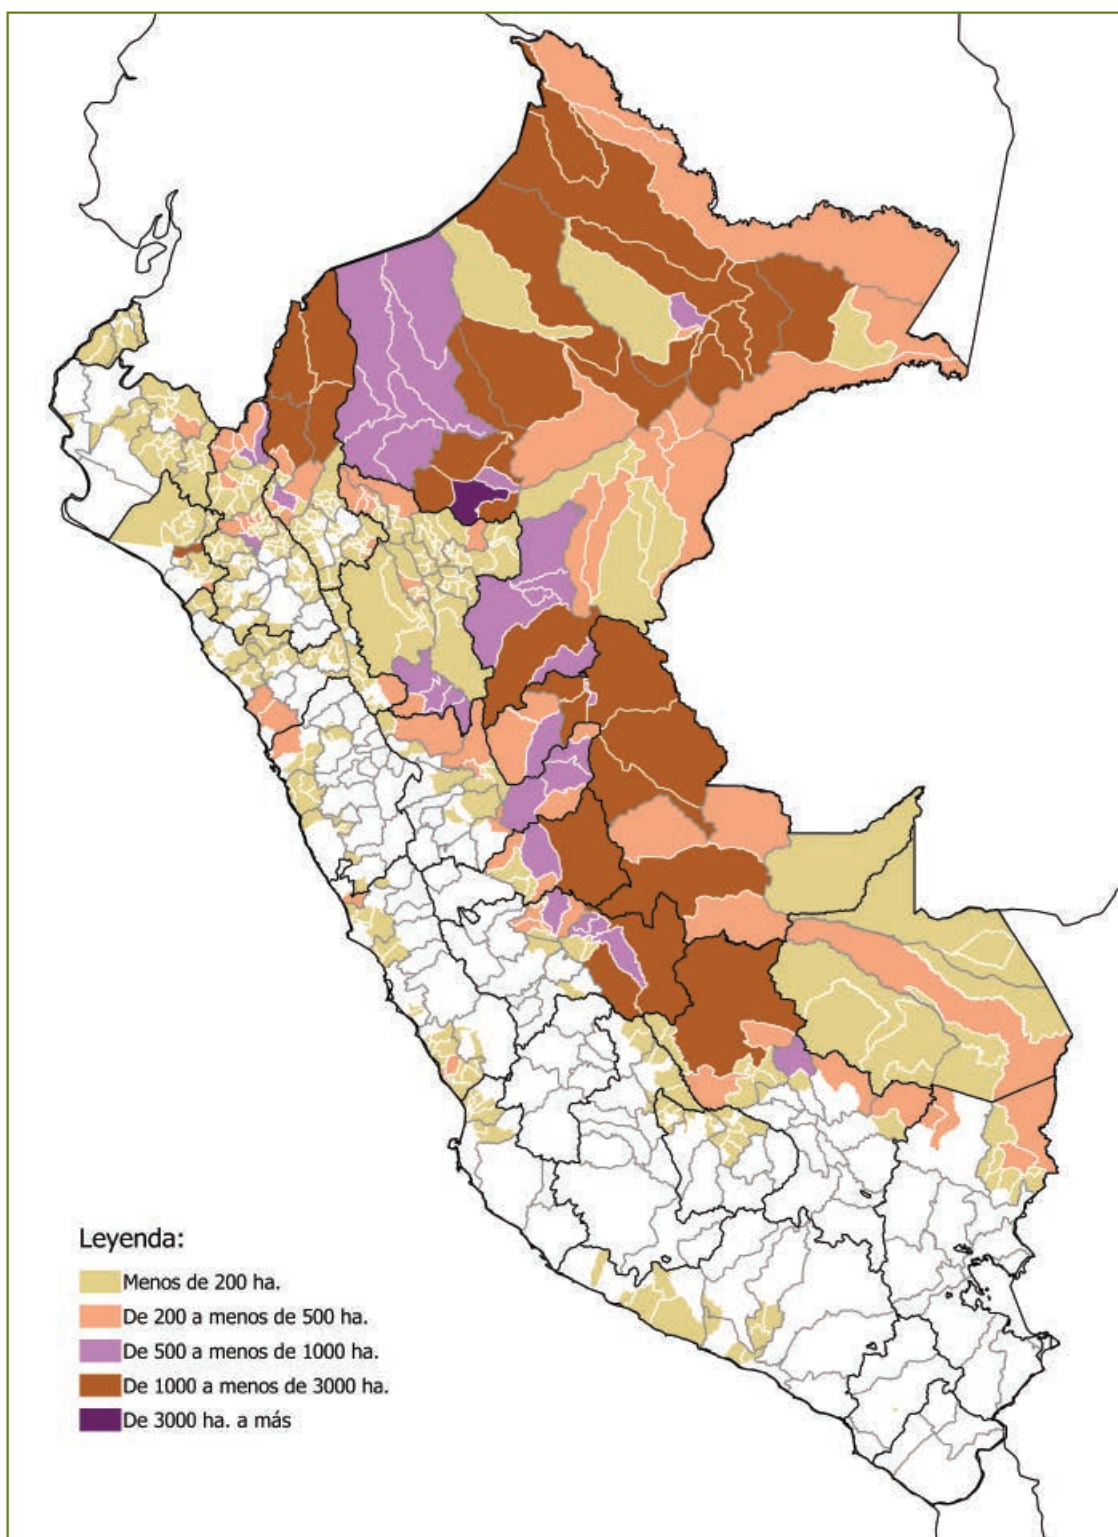 Leyenda:
Menos de 200 ha.
De 200 a menos de 500 ha.
De 500 a menos de 1000 ha.
De 1000 a menos de 3000 ha.
De 3000 ha. a más